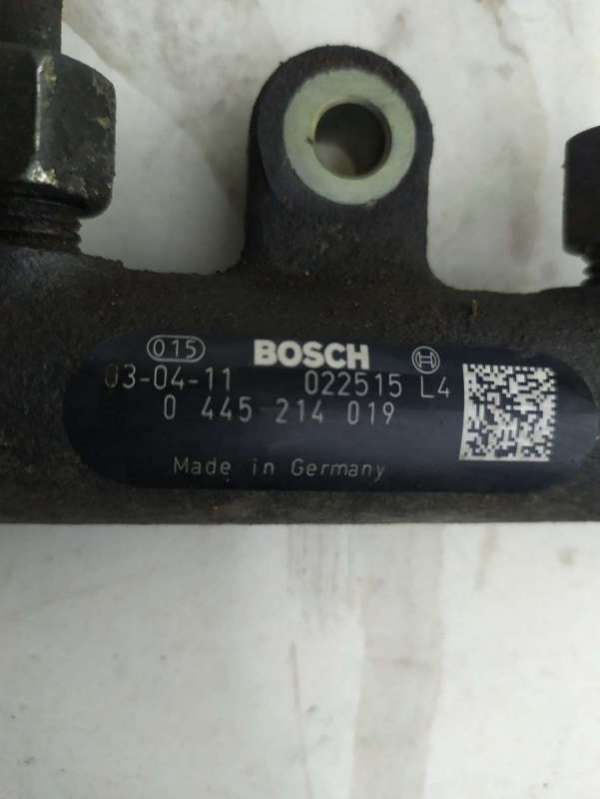 015 BOSCH
03-04-11 022515 L4
0 445 214 019
Made in Germany